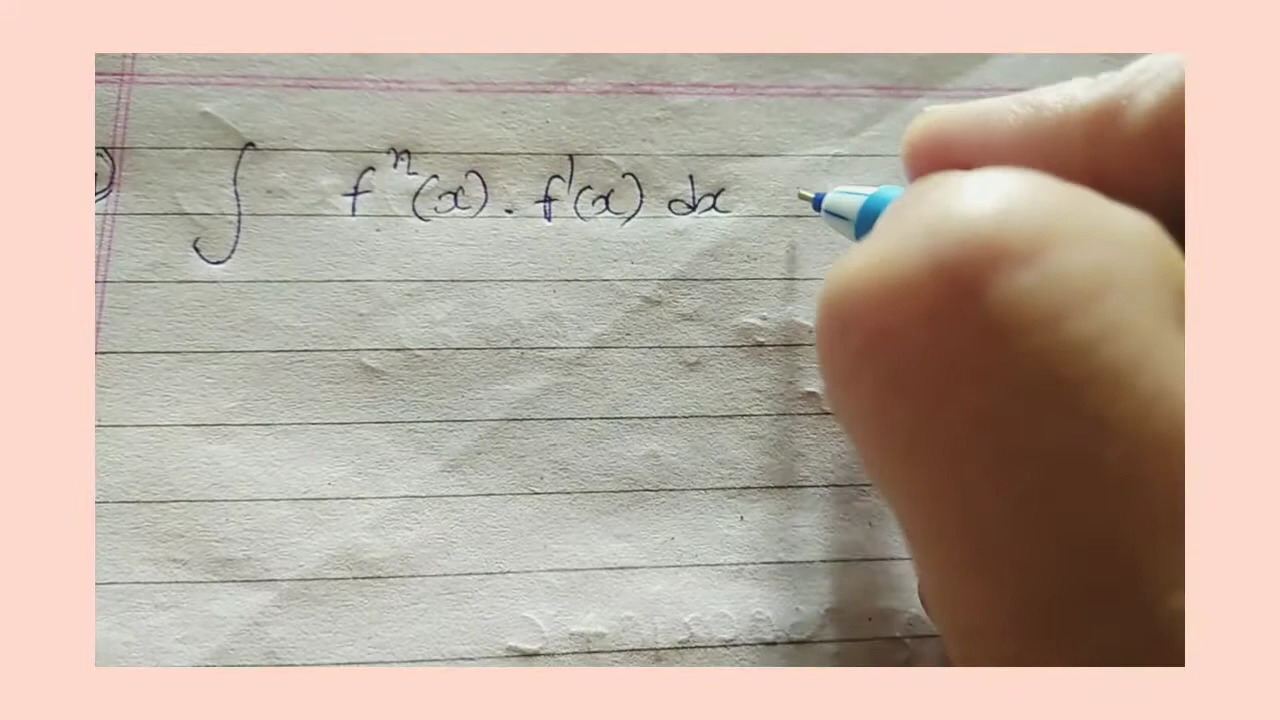 ) ∫ fⁿ(x) . f'(x) dx